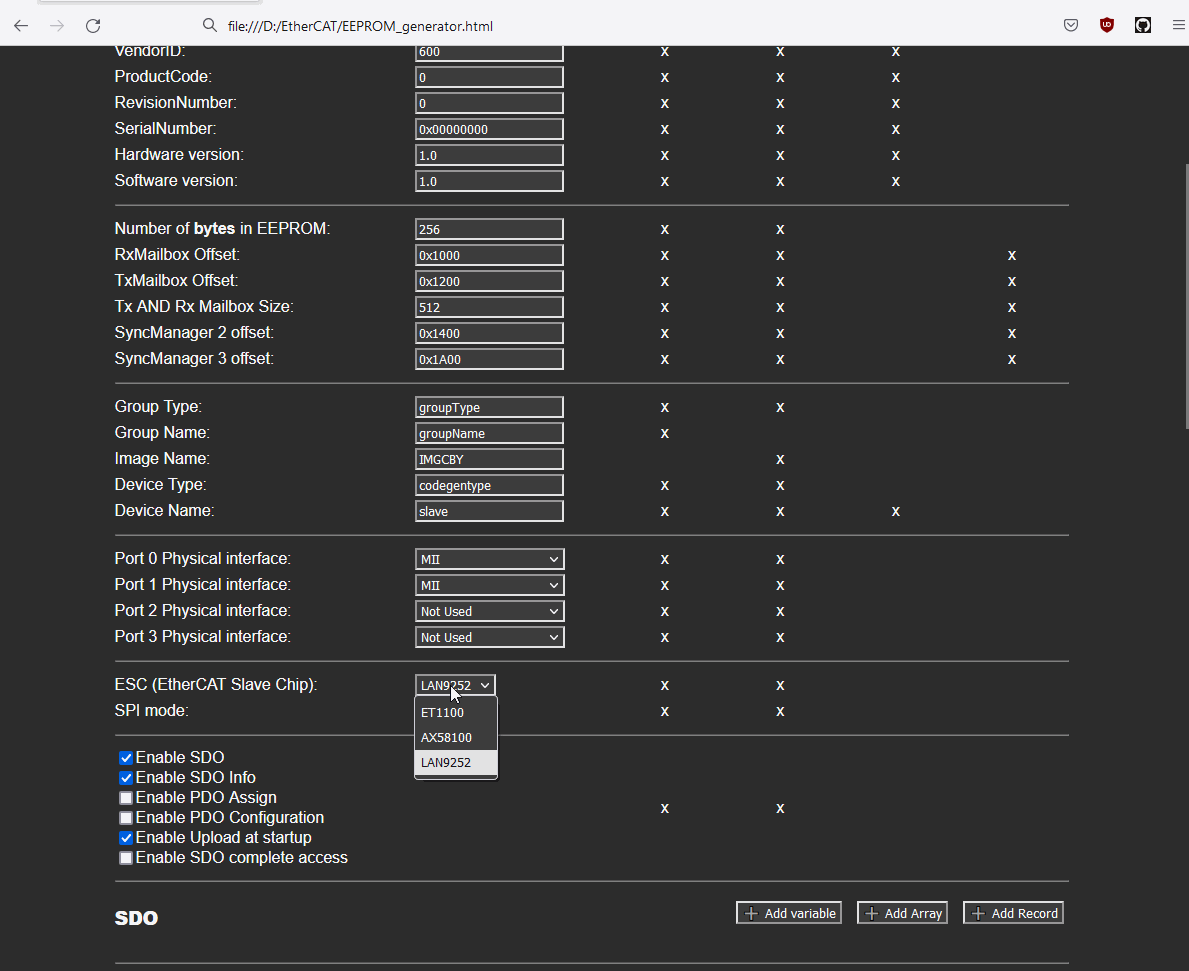 file:///D:/EtherCAT/EEPROM_generator.html
VendorID: 600 x x x
ProductCode: 0 x x x
RevisionNumber: 0 x x x
SerialNumber: 0x00000000 x x x
Hardware version: 1.0 x x x
Software version: 1.0 x x x
Number of bytes in EEPROM: 256 x x
RxMailbox Offset: 0x1000 x x x
TxMailbox Offset: 0x1200 x x x
Tx AND Rx Mailbox Size: 512 x x x
SyncManager 2 offset: 0x1400 x x x
SyncManager 3 offset: 0x1A00 x x x
Group Type: groupType x x
Group Name: groupName x
Image Name: IMGCBY x
Device Type: codegentype x x
Device Name: slave x x x
Port 0 Physical interface: MII x x
Port 1 Physical interface: MII x x
Port 2 Physical interface: Not Used x x
Port 3 Physical interface: Not Used x x
ESC (EtherCAT Slave Chip): LAN9252 x x
SPI mode: x x
ET1100
AX58100
LAN9252
Enable SDO
Enable SDO Info
Enable PDO Assign
x x
Enable PDO Configuration
Enable Upload at startup
Enable SDO complete access
SDO Add variable Add Array Add Record